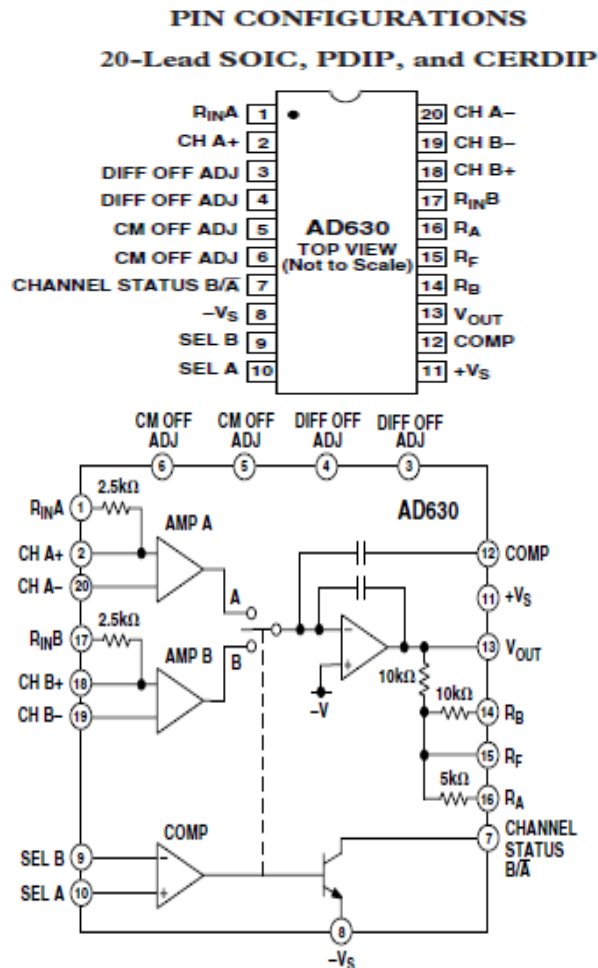 PIN CONFIGURATIONS
20-Lead SOIC, PDIP, and CERDIP
RINA 1
CH A+ 2
DIFF OFF ADJ 3
DIFF OFF ADJ 4
CM OFF ADJ 5
CM OFF ADJ 6
CHANNEL STATUS B/A̅ 7
–VS 8
SEL B 9
SEL A 10
AD630
TOP VIEW
(Not to Scale)
20 CH A–
19 CH B–
18 CH B+
17 RINB
16 RA
15 RF
14 RB
13 VOUT
12 COMP
11 +VS
CM OFF ADJ
6
CM OFF ADJ
5
DIFF OFF ADJ
4
DIFF OFF ADJ
3
AD630
RINA 1
2.5kΩ
CH A+ 2
CH A– 20
AMP A
A
RINB 17
2.5kΩ
CH B+ 18
CH B– 19
AMP B
B
–
+
–V
12 COMP
11 +VS
13 VOUT
10kΩ
10kΩ
14 RB
15 RF
5kΩ
16 RA
7 CHANNEL
STATUS
B/A̅
COMP
SEL B 9 –
SEL A 10 +
8
–VS